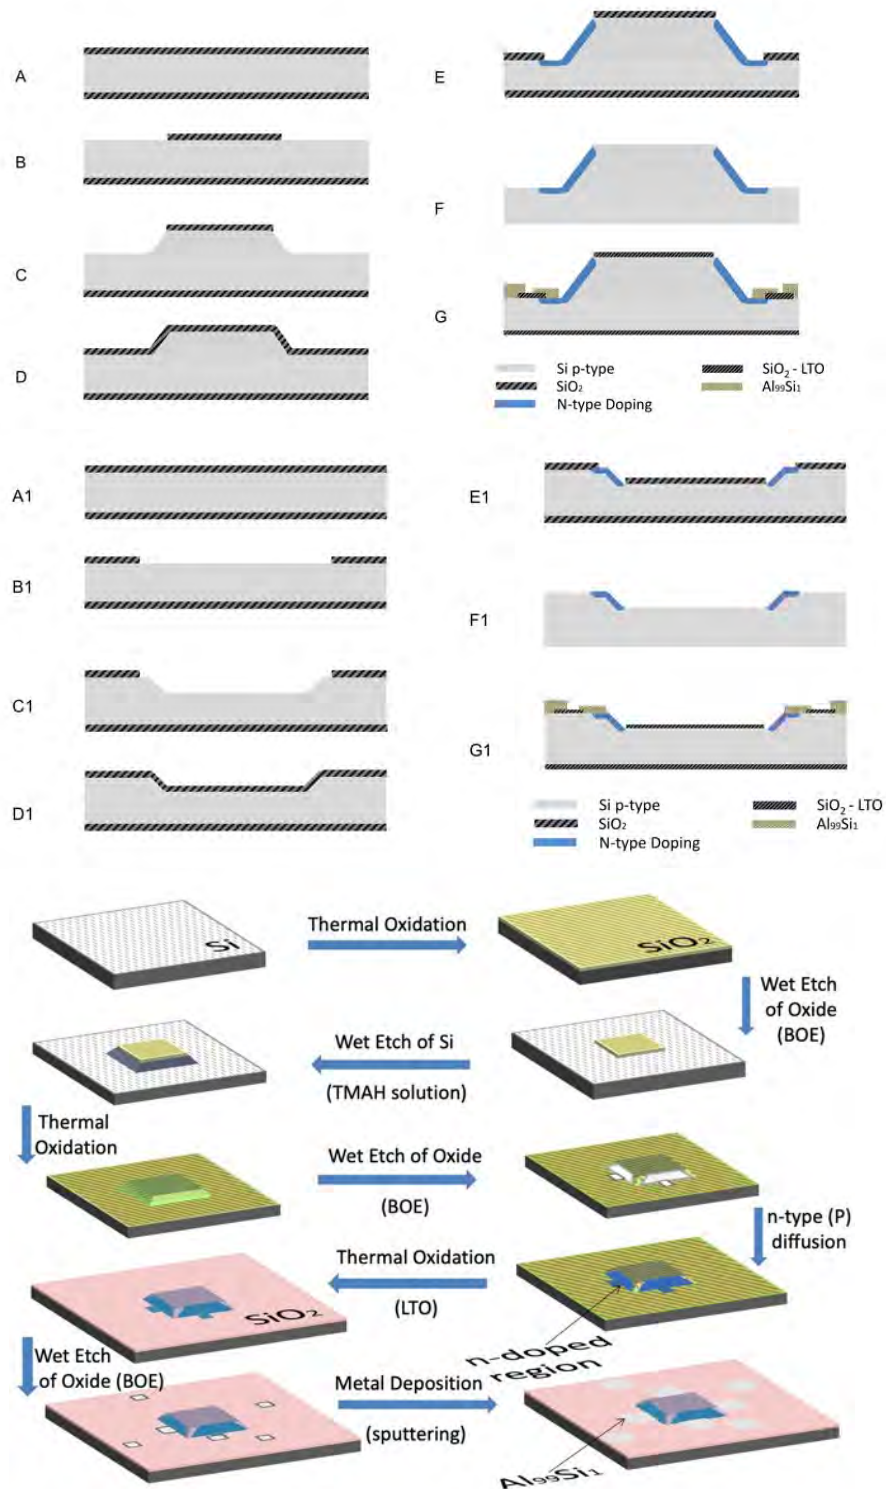 A
B
C
D
E
F
G
Si p-type
SiO₂ - LTO
SiO₂
Al₉₉Si₁
N-type Doping
A1
B1
C1
D1
E1
F1
G1
Si p-type
SiO₂ - LTO
SiO₂
Al₉₉Si₁
N-type Doping
Si
Thermal Oxidation
SiO₂
Wet Etch
of Oxide
(BOE)
Wet Etch of Si
(TMAH solution)
Thermal
Oxidation
Wet Etch of Oxide
(BOE)
n-type (P)
diffusion
Thermal Oxidation
(LTO)
SiO₂
n-doped
region
Wet Etch
of Oxide (BOE)
Metal Deposition
(sputtering)
Al₉₉Si₁